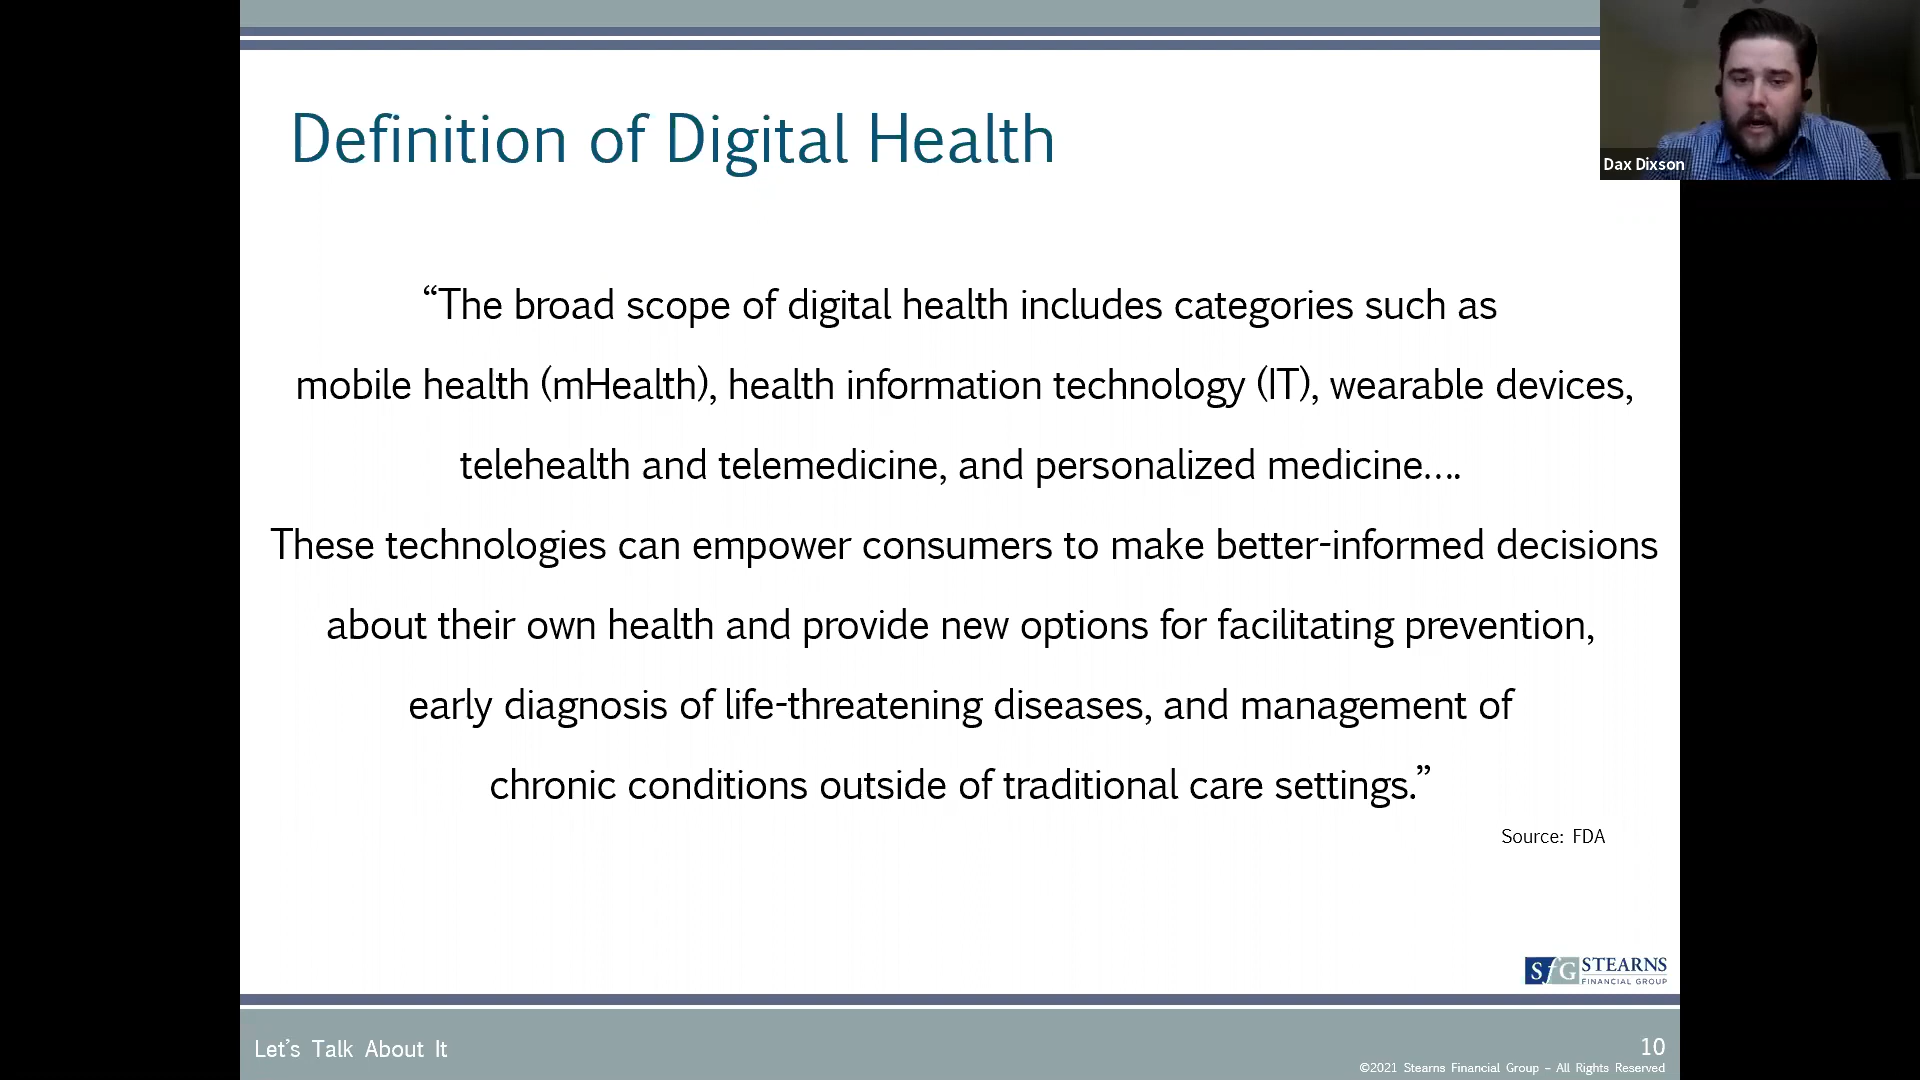 Definition of Digital Health
Dax Dixson
“The broad scope of digital health includes categories such as
mobile health (mHealth), health information technology (IT), wearable devices,
telehealth and telemedicine, and personalized medicine....
These technologies can empower consumers to make better-informed decisions
about their own health and provide new options for facilitating prevention,
early diagnosis of life-threatening diseases, and management of
chronic conditions outside of traditional care settings.”
Source: FDA
SfG STEARNS
FINANCIAL GROUP
Let’s Talk About It
10
©2021 Stearns Financial Group – All Rights Reserved